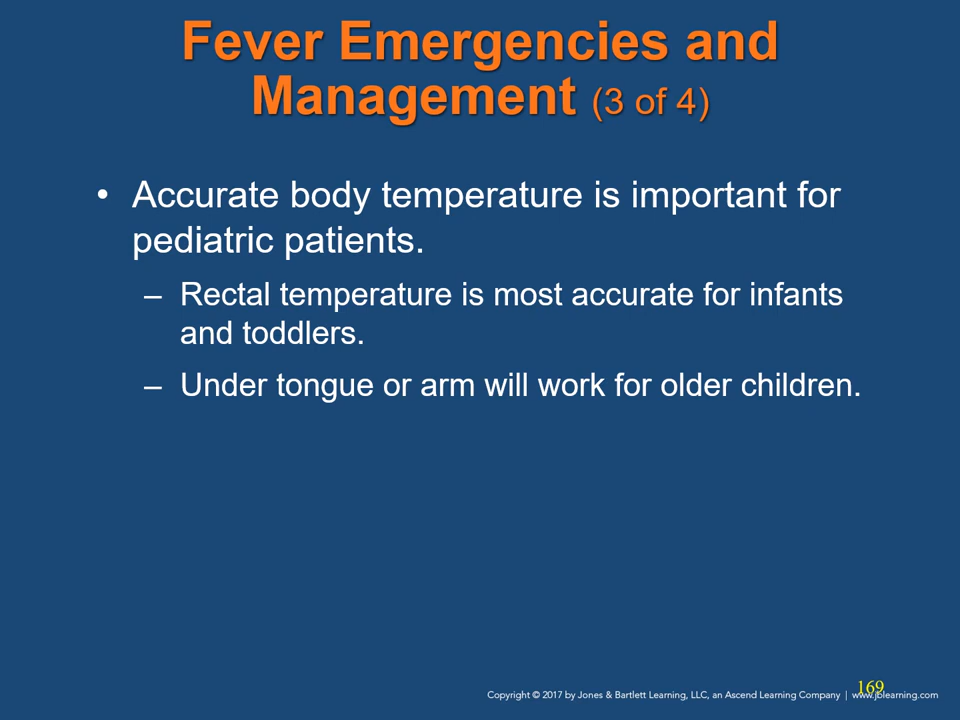 Fever Emergencies and
Management (3 of 4)
• Accurate body temperature is important for
pediatric patients.
– Rectal temperature is most accurate for infants
and toddlers.
– Under tongue or arm will work for older children.
169
Copyright © 2017 by Jones & Bartlett Learning, LLC, an Ascend Learning Company | www.jblearning.com